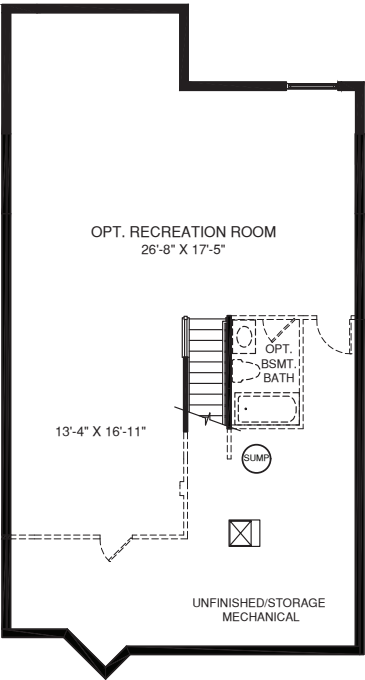 OPT. RECREATION ROOM
26'-8" X 17'-5"
OPT.
BSMT.
BATH
13'-4" X 16'-11"
SUMP
UNFINISHED/STORAGE
MECHANICAL